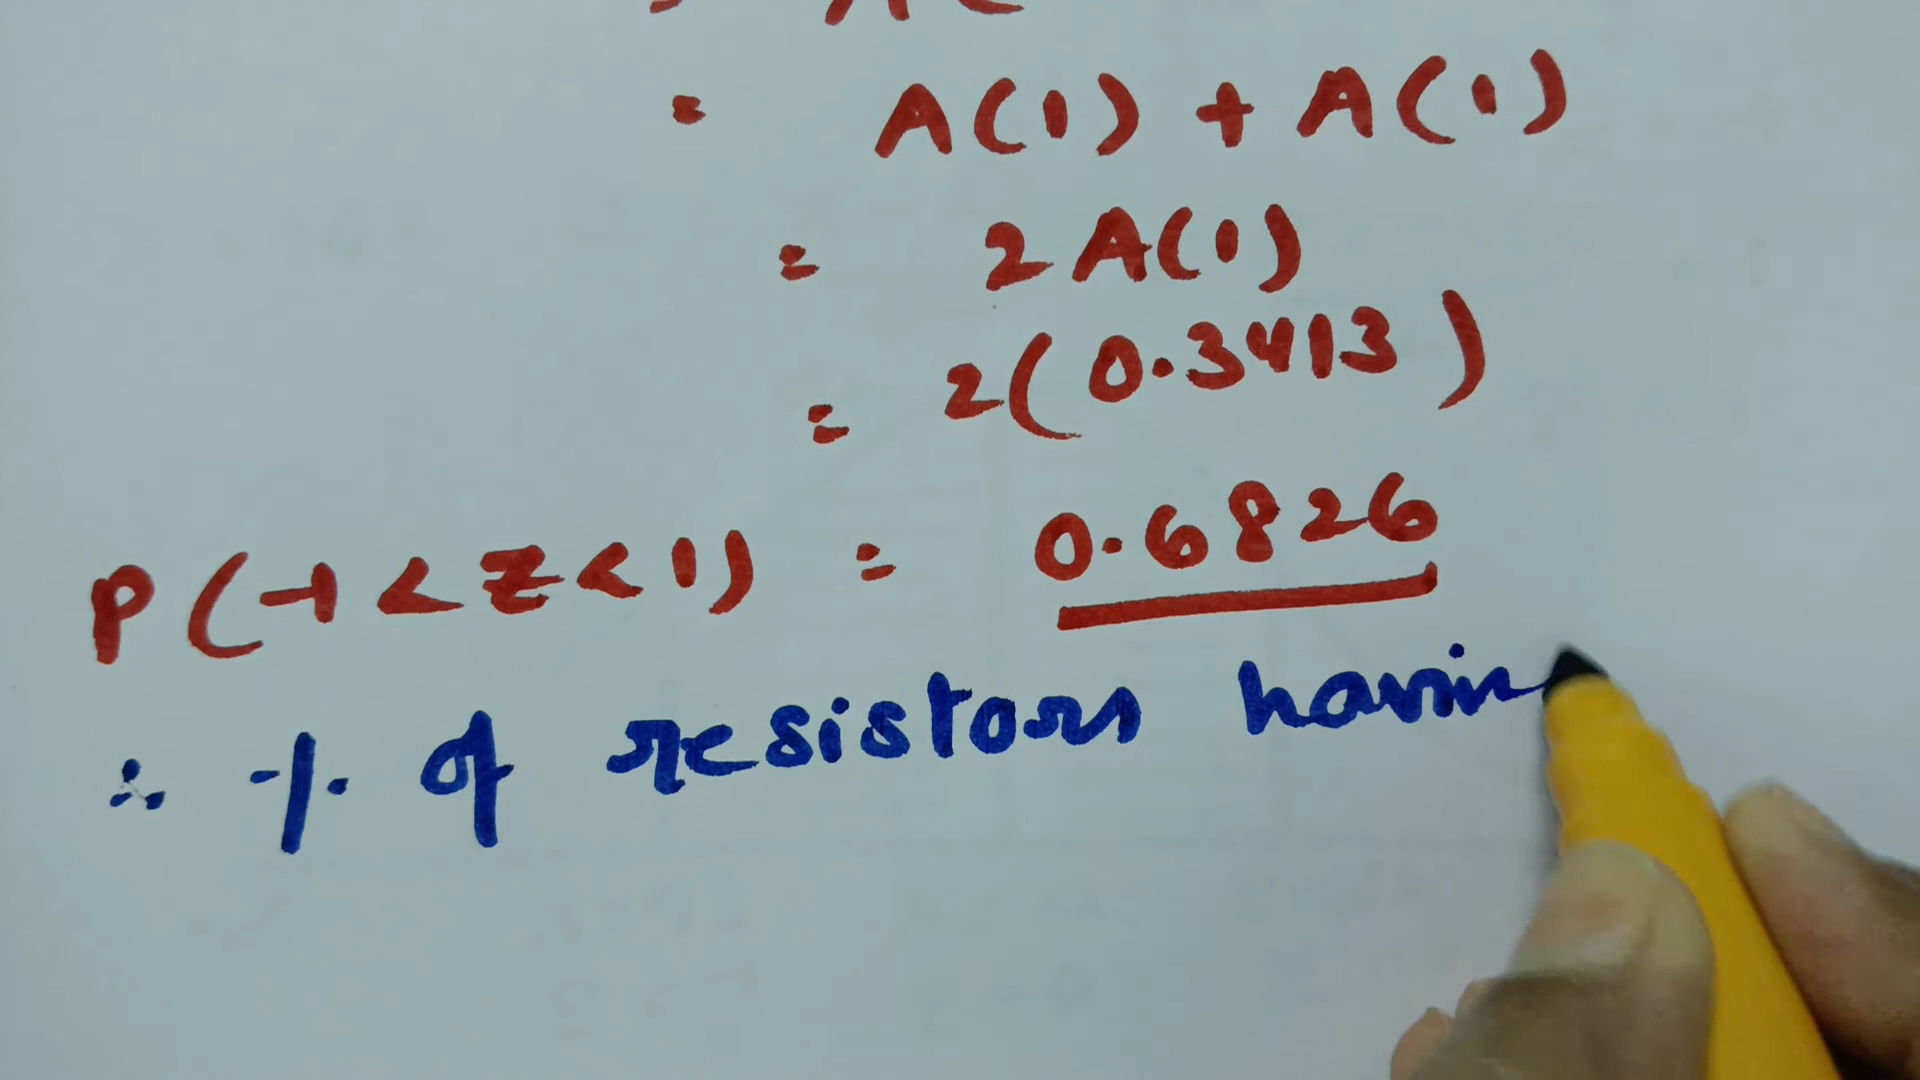 = A(1) + A(1)
= 2A(1)
= 2(0.3413)
P(-1<Z<1) = 0.6826
∴ % of resistors havin